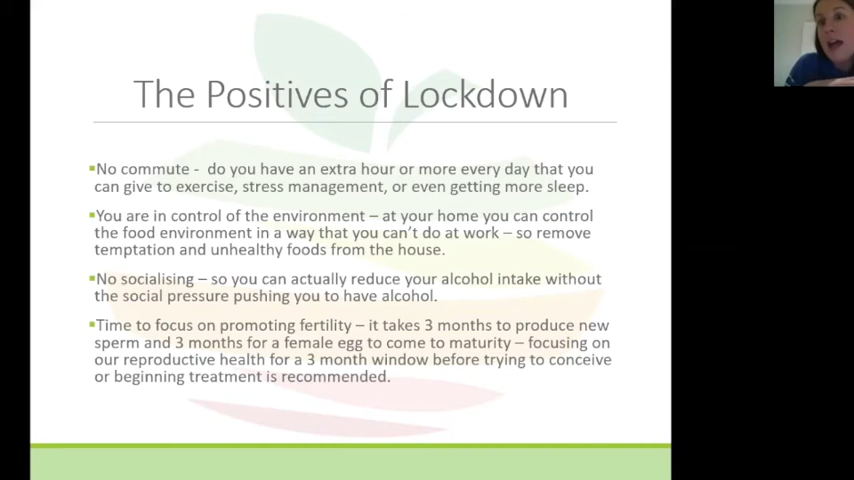 The Positives of Lockdown
▪No commute - do you have an extra hour or more every day that you
can give to exercise, stress management, or even getting more sleep.
▪You are in control of the environment – at your home you can control
the food environment in a way that you can't do at work – so remove
temptation and unhealthy foods from the house.
▪No socialising – so you can actually reduce your alcohol intake without
the social pressure pushing you to have alcohol.
▪Time to focus on promoting fertility – it takes 3 months to produce new
sperm and 3 months for a female egg to come to maturity – focusing on
our reproductive health for a 3 month window before trying to conceive
or beginning treatment is recommended.